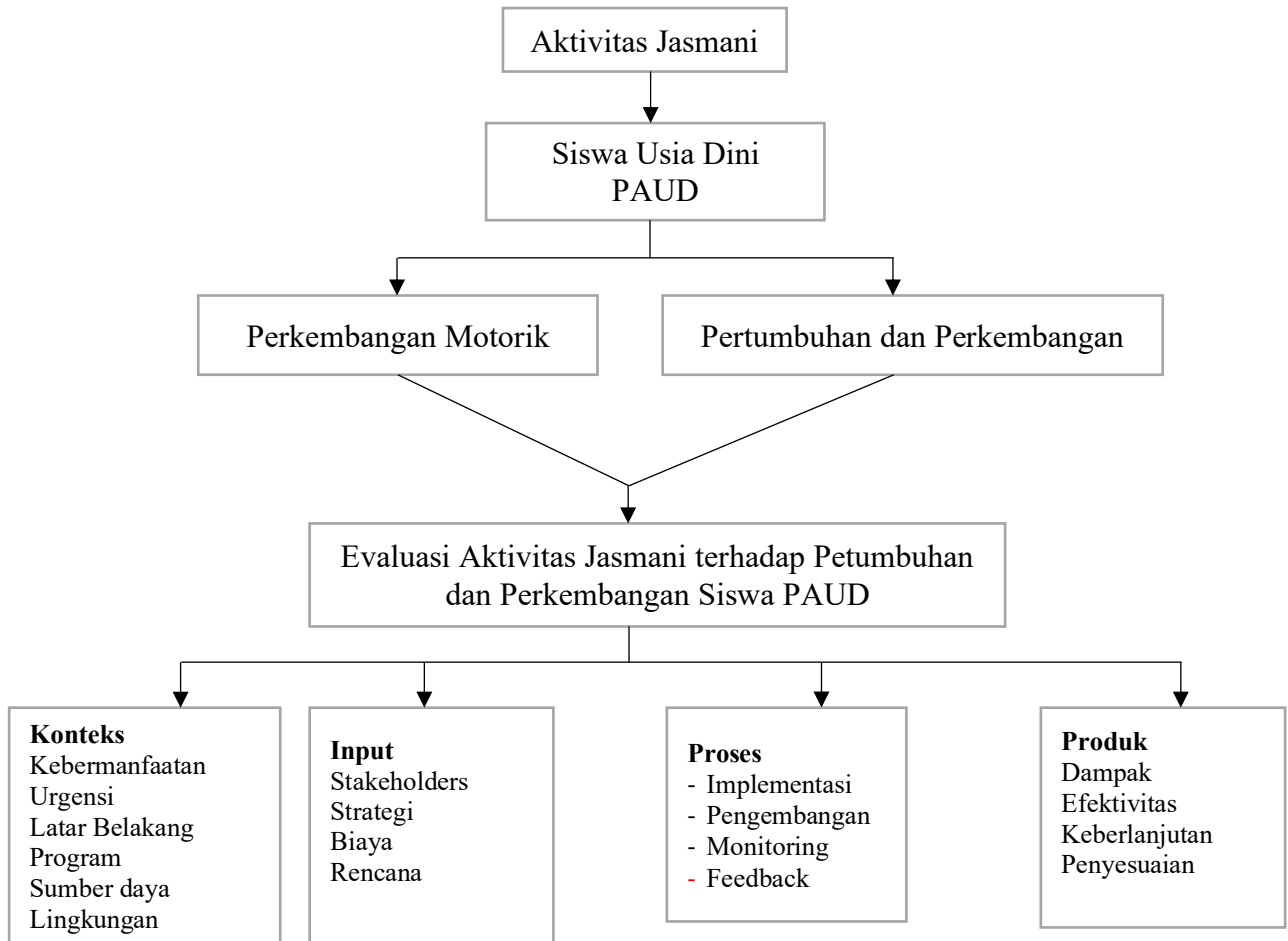 Aktivitas Jasmani
Siswa Usia Dini
PAUD
Perkembangan Motorik
Pertumbuhan dan Perkembangan
Evaluasi Aktivitas Jasmani terhadap Petumbuhan
dan Perkembangan Siswa PAUD
Konteks
Kebermanfaatan
Urgensi
Latar Belakang
Program
Sumber daya
Lingkungan
Input
Stakeholders
Strategi
Biaya
Rencana
Proses
- Implementasi
- Pengembangan
- Monitoring
- Feedback
Produk
Dampak
Efektivitas
Keberlanjutan
Penyesuaian